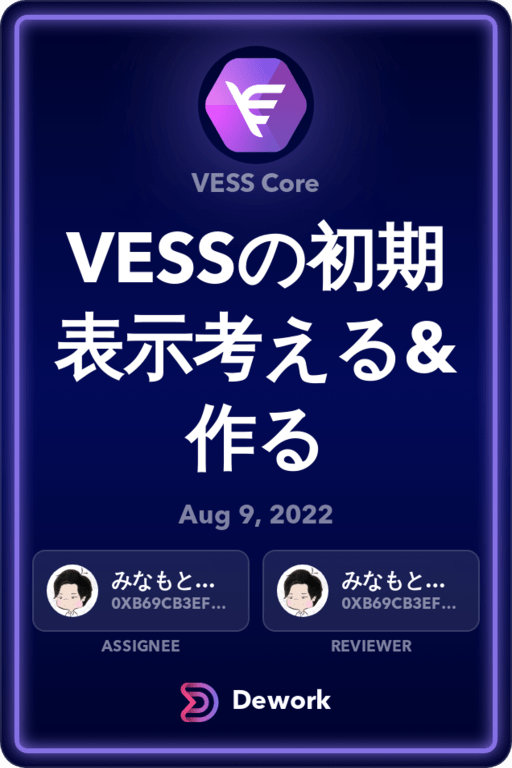 VESS Core
VESSの初期
表示考える&
作る
Aug 9, 2022
みなもと...
0XB69CB3EF...
ASSIGNEE
みなもと...
0XB69CB3EF...
REVIEWER
Dework